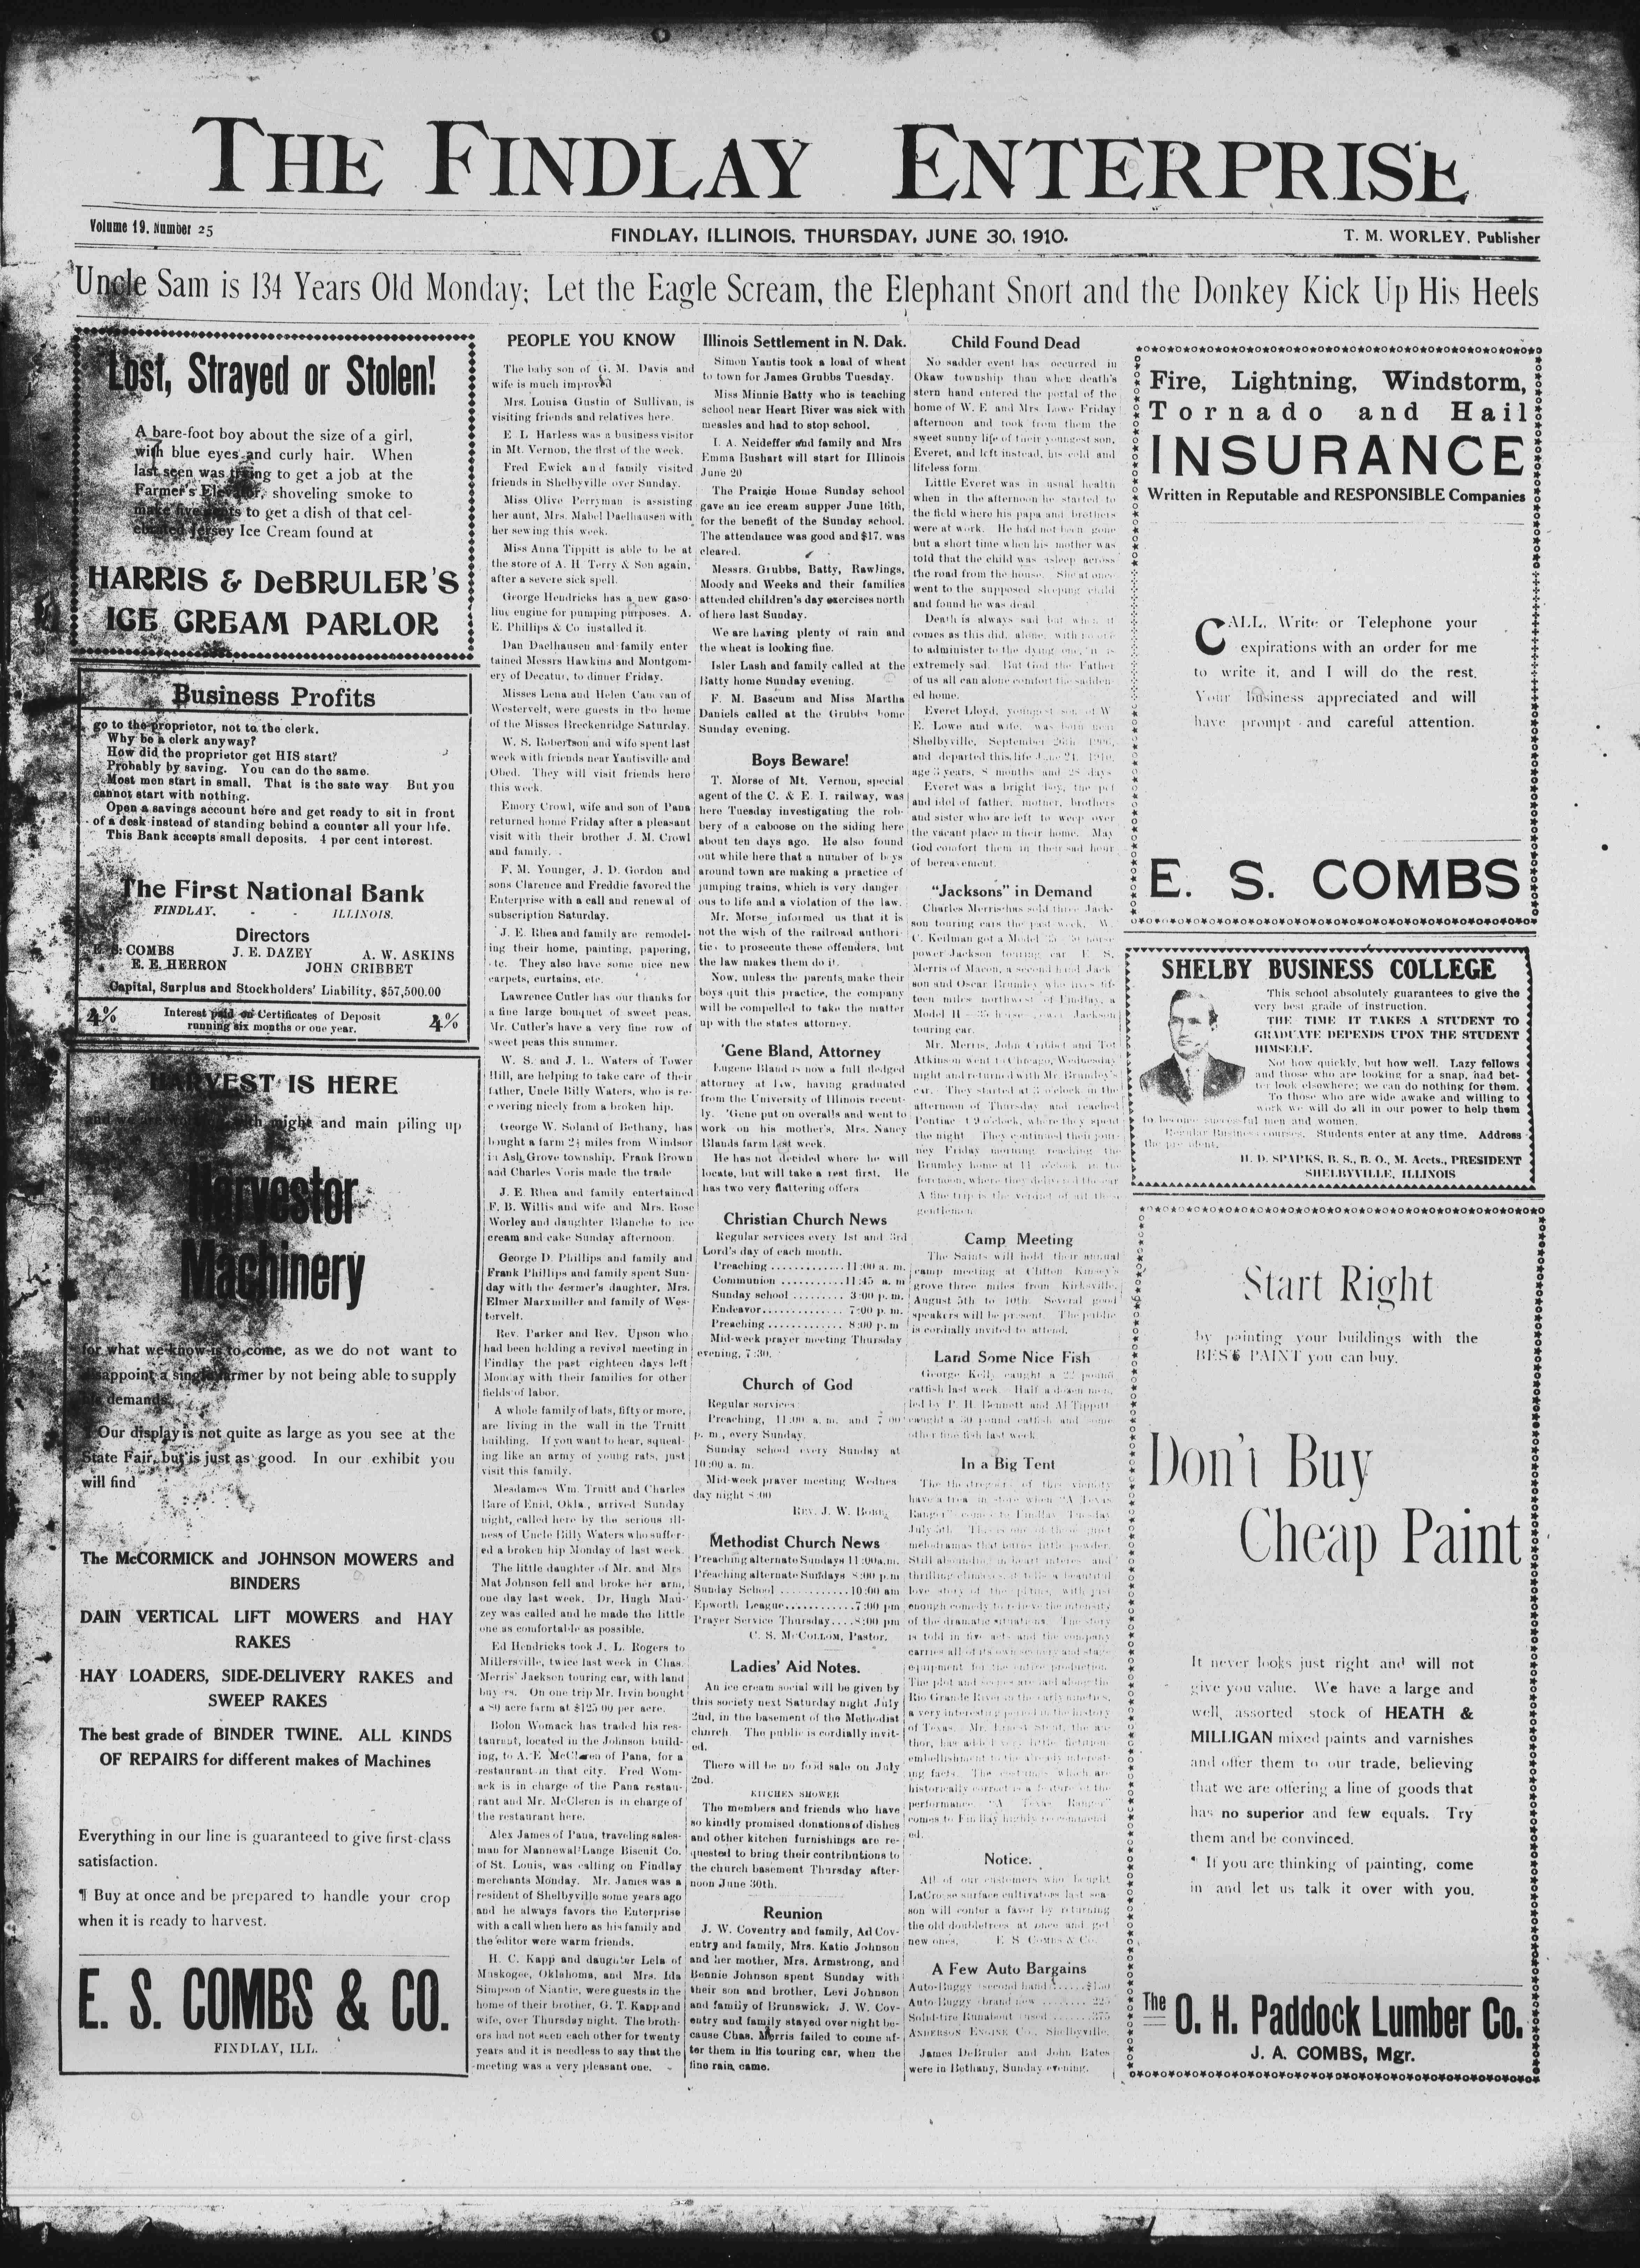 THE FINDLAY ENTERPRISE
Volume 19. Number 25
FINDLAY, ILLINOIS. THURSDAY, JUNE 30, 1910.
T. M. WORLEY, Publisher
Uncle Sam is 134 Years Old Monday; Let the Eagle Scream, the Elephant Snort and the Donkey Kick Up His Heels
Lost, Strayed or Stolen!
A bare-foot boy about the size of a girl,
with blue eyes and curly hair. When
last seen was trying to get a job at the
Farmer's Elevator, shoveling smoke to
make five cents to get a dish of that cel-
ebrated Jersey Ice Cream found at
HARRIS & DeBRULER'S
ICE CREAM PARLOR
Business Profits
go to the proprietor, not to the clerk.
Why be a clerk anyway?
How did the proprietor get HIS start?
Probably by saving. You can do the same.
Most men start in small. That is the safe way But you
cannot start with nothing.
Open a savings account here and get ready to sit in front
of a desk instead of standing behind a counter all your life.
This Bank accepts small deposits. 4 per cent interest.
The First National Bank
FINDLAY. - - ILLINOIS.
Directors
E. S. COMBS J. E. DAZEY A. W. ASKINS
E. E. HERRON JOHN CRIBBET
Capital, Surplus and Stockholders' Liability, $57,500.00
4% Interest paid on Certificates of Deposit 4%
running six months or one year.
HARVEST IS HERE
might and main piling up
Harvestor
Machinery
for what we know is to come, as we do not want to
disappoint a single farmer by not being able to supply
his demands.
Our display is not quite as large as you see at the
State Fair, but is just as good. In our exhibit you
will find
The McCORMICK and JOHNSON MOWERS and
BINDERS
DAIN VERTICAL LIFT MOWERS and HAY
RAKES
HAY LOADERS, SIDE-DELIVERY RAKES and
SWEEP RAKES
The best grade of BINDER TWINE. ALL KINDS
OF REPAIRS for different makes of Machines
Everything in our line is guaranteed to give first-class
satisfaction.
¶ Buy at once and be prepared to handle your crop
when it is ready to harvest.
E. S. COMBS & CO.
FINDLAY, ILL.
PEOPLE YOU KNOW
The baby son of G. M. Davis and
wife is much improved
Mrs. Louisa Gustin of Sullivan, is
visiting friends and relatives here.
E L Harless was a business visitor
in Mt. Vernon, the first of the week.
Fred Ewick and family visited
friends in Shelbyville over Sunday.
Miss Olive Perryman is assisting
her aunt, Mrs. Mabel Daelhausen with
her sewing this week.
Miss Anna Tippitt is able to be at
the store of A. H Terry & Son again,
after a severe sick spell.
George Hendricks has a new gaso-
line engine for pumping purposes. A.
E. Phillips & Co installed it.
Dan Daelhausen and family enter
tained Messrs Hawkins and Montgom-
ery of Decatur, to dinner Friday.
Misses Lena and Helen Canovan of
Westervelt, were guests in the home
of the Misses Breckenridge Saturday.
W. S. Robertson and wife spent last
week with friends near Yantisville and
Obed. They will visit friends here
this week.
Emory Crowl, wife and son of Pana
returned home Friday after a pleasant
visit with their brother J. M. Crowl
and family.
F. M. Younger, J. D. Gordon and
sons Clarence and Freddie favored the
Enterprise with a call and renewal of
subscription Saturday.
J. E. Rhea and family are remodel-
ing their home, painting, papering,
etc. They also have some nice new
carpets, curtains, etc.
Lawrence Cutler has our thanks for
a fine large bouquet of sweet peas.
Mr. Cutler's have a very fine row of
sweet peas this summer.
W. S. and J. L. Waters of Tower
Hill, are helping to take care of their
father, Uncle Billy Waters, who is re-
covering nicely from a broken hip.
George W. Soland of Bethany, has
bought a farm 2½ miles from Windsor
in Ash Grove township. Frank Brown
and Charles Voris made the trade
J. E. Rhea and family entertained
F. B. Willis and wife and Mrs. Rose
Worley and daughter Blanche to ice
cream and cake Sunday afternoon.
George D. Phillips and family and
Frank Phillips and family spent Sun-
day with the former's daughter, Mrs.
Elmer Marxmiller and family of Wes-
tervelt.
Rev. Parker and Rev. Upson who
had been holding a revival meeting in
Findlay the past eighteen days left
Monday with their families for other
fields of labor.
A whole family of bats, fifty or more,
are living in the wall in the Truitt
building. If you want to hear, squeal-
ing like an army of young rats, just
visit this family.
Mesdames Wm. Truitt and Charles
Bare of Enid, Okla., arrived Sunday
night, called here by the serious ill-
ness of Uncle Billy Waters who suffer-
ed a broken hip Monday of last week.
The little daughter of Mr. and Mrs
Mat Johnson fell and broke her arm,
one day last week. Dr. Hugh Mau-
zey was called and he made the little
one as comfortable as possible.
Ed Hendricks took J. L. Rogers to
Millersville, twice last week in Chas.
Merris' Jackson touring car, with land
buyers. On one trip Mr. Irvin bought
a 80 acre farm at $125 00 per acre.
Bolon Womack has traded his res-
taurant, located in the Johnson build-
ing, to A. E McCleren of Pana, for a
restaurant in that city. Fred Wom-
ack is in charge of the Pana restau-
rant and Mr. McCleren is in charge of
the restaurant here.
Alex James of Pana, traveling sales-
man for Mannewal Lange Biscuit Co.
of St. Louis, was calling on Findlay
merchants Monday. Mr. James was a
resident of Shelbyville some years ago
and he always favors the Enterprise
with a call when here as his family and
the editor were warm friends.
H. C. Kapp and daughter Lela of
Muskogee, Oklahoma, and Mrs. Ida
Simpson of Niantic, were guests in the
home of their brother, G. T. Kapp and
wife, over Thursday night. The broth-
ers had not seen each other for twenty
years and it is needless to say that the
meeting was a very pleasant one.
Illinois Settlement in N. Dak.
Simon Yantis took a load of wheat
to town for James Grubbs Tuesday.
Miss Minnie Batty who is teaching
school near Heart River was sick with
measles and had to stop school.
I. A. Neideffer and family and Mrs
Emma Bushart will start for Illinois
June 20
The Prairie Home Sunday school
gave an ice cream supper June 16th,
for the benefit of the Sunday school.
The attendance was good and $17. was
cleared.
Messrs. Grubbs, Batty, Rawlings,
Moody and Weeks and their families
attended children's day exercises north
of here last Sunday.
We are having plenty of rain and
the wheat is looking fine.
Isler Lash and family called at the
Batty home Sunday evening.
F. M. Bascum and Miss Martha
Daniels called at the Grubbs home
Sunday evening.
Boys Beware!
T. Morse of Mt. Vernon, special
agent of the C. & E. I. railway, was
here Tuesday investigating the rob-
bery of a caboose on the siding here
about ten days ago. He also found
out while here that a number of boys
around town are making a practice of
jumping trains, which is very danger
ous to life and a violation of the law.
Mr. Morse informed us that it is
not the wish of the railroad authori-
ties to prosecute these offenders, but
the law makes them do it.
Now, unless the parents make their
boys quit this practice, the company
will be compelled to take the matter
up with the states attorney.
'Gene Bland, Attorney
Eugene Bland is now a full fledged
attorney at law, having graduated
from the University of Illinois recent-
ly. 'Gene put on overalls and went to
work on his mother's, Mrs. Nancy
Blands farm last week.
He has not decided where he will
locate, but will take a rest first. He
has two very flattering offers
Christian Church News
Regular services every 1st and 3rd
Lord's day of each month.
Preaching ............. 11:00 a. m.
Communion ........... 11:45 a. m
Sunday school ......... 3:00 p. m.
Endeavor.............. 7:00 p. m.
Preaching ............. 8:00 p. m
Mid-week prayer meeting Thursday
evening, 7:30.
Church of God
Regular services
Preaching, 11:00 a. m. and 7 00
p. m., every Sunday.
Sunday school every Sunday at
10:00 a. m.
Mid-week prayer meeting Wednes
day night 8:00
Methodist Church News
Preaching alternate Sundays 11:00a.m.
Preaching alternate Sundays 8:00 p.m
Sunday School ........... 10:00 am
Epworth League........... 7:00 pm
Prayer Service Thursday.... 8:00 pm
C. S. McCOLLOM, Pastor.
Ladies' Aid Notes.
An ice cream social will be given by
this society next Saturday night July
2nd, in the basement of the Methodist
church. The public is cordially invit-
ed.
There will be no food sale on July
2nd.
KITCHEN SHOWER
The members and friends who have
so kindly promised donations of dishes
and other kitchen furnishings are re-
quested to bring their contributions to
the church basement Thursday after-
noon June 30th.
Reunion
J. W. Coventry and family, Ad Cov-
entry and family, Mrs. Katie Johnson
and her mother, Mrs. Armstrong, and
Bennie Johnson spent Sunday with
their son and brother, Levi Johnson
and family of Brunswick. J. W. Cov-
entry and family stayed over night be-
cause Chas. Merris failed to come af-
ter them in his touring car, when the
fine rain came.
Child Found Dead
No sadder event has occurred in
Okaw township than when death's
stern hand entered the portal of the
home of W. E and Mrs. Lowe Friday
afternoon and took from them the
sweet sunny life of their youngest son,
Everet, and left instead, his cold and
lifeless form.
Little Everet was in usual health
when in the afternoon he started to
the field where his papa and brothers
were at work. He had not been gone
but a short time when his mother was
told that the child was asleep across
the road from the house. She at once
went to the supposed sleeping child
and found he was dead.
Death is always sad but when it
comes as this did, alone, with no one
to administer to the dying one, it is
extremely sad. But God the Father
of us all can alone comfort the sadden
ed home.
Everet Lloyd, youngest son of W
E. Lowe and wife, was born near
Shelbyville, September 26th 1906,
and departed this life June 24, 1910,
age 3 years, 8 months and 28 days
Everet was a bright boy, the pet
and idol of father, mother, brothers
and sister who are left to weep over
the vacant place in their home. May
God comfort them in their sad hour
of bereavement.
"Jacksons" in Demand
Charles Merris has sold three Jack-
son touring cars the past week. W.
C. Keilman got a Model
power Jackson touring car E. S.
Merris of Macon, a second hand Jack
son and Oscar Brumley who lives fif-
teen miles northwest of Findlay, a
Model H Jackson
touring car.
Mr. Merris, John Cribbet and Tot
Atkinson went to Chicago, Wednesday
night and returned with Mr. Brumley's
car. They started at 3 o'clock in the
afternoon of Thursday and reached
Pontiac o'clock, where they spent
the night They continued their jour-
ney Friday morning reaching the
Brumley home at 11 o'clock in the
forenoon, where they delivered the car
A fine trip is the verdict of all the
gentlemen.
Camp Meeting
The Saints will hold their annual
camp meeting at Clifton Kinsey's
grove three miles from Kirksville,
August 5th to 10th. Several good
speakers will be present. The public
is cordially invited to attend.
Land Some Nice Fish
George Kelly caught a 22 pound
catfish last week Half a dozen men,
led by P. H. Bennett and Al Tippitt
caught a 30 pound catfish and some
other fine fish last week
In a Big Tent
The theatregoers of this vicinity
have a treat in store when "A Texas
Ranger" comes to Findlay Tuesday
July 5th. This is one of those quiet
melodramas that burns little powder.
Still abounding in heart interest and
thrilling climaxes, it tells a beautiful
love story of the plains, with just
enough comedy to relieve the intensity
of the dramatic situations. The story
is told in five acts and the company
carries all of its own scenery and stage
equipment for the entire production
The plot and scenes are laid along the
Rio Grande River in the early nineties,
a very interesting period in the history
of Texas. Mr. Ernest Stout, the au-
thor, has added very little fiction
embellishment to the already interest-
ing facts. The costumes which are
historically correct is a feature of the
performance. "A Texas Ranger"
comes to Findlay highly recommend
ed.
Notice.
All of our customers who bought
LaCrosse surface cultivators last sea-
son will confer a favor by returning
the old doubletrees at once and get
new ones. E. S. COMBS & CO.
A Few Auto Bargains
Auto-Buggy (second hand) ..... $150
Auto Buggy (brand new ........ 225
Solid-tire Runabout (used ...... 375
ANDERSON ENGINE CO., Shelbyville.
James DeBruler and John Bates
were in Bethany, Sunday evening.
Fire, Lightning, Windstorm,
Tornado and Hail
INSURANCE
Written in Reputable and RESPONSIBLE Companies
CALL, Write or Telephone your
expirations with an order for me
to write it, and I will do the rest.
Your business appreciated and will
have prompt and careful attention.
E. S. COMBS
SHELBY BUSINESS COLLEGE
This school absolutely guarantees to give the
very best grade of instruction.
THE TIME IT TAKES A STUDENT TO
GRADUATE DEPENDS UPON THE STUDENT
HIMSELF.
Not how quickly, but how well. Lazy fellows
and those who are looking for a snap, had bet-
ter look elsewhere; we can do nothing for them.
To those who are wide awake and willing to
work we will do all in our power to help them
to become successful men and women.
Regular Business courses. Students enter at any time. Address
the president.
H. D. SPARKS, B. S., B. O., M. Accts., PRESIDENT
SHELBYVILLE, ILLINOIS
Start Right
by painting your buildings with the
BEST PAINT you can buy.
Don't Buy
Cheap Paint
It never looks just right and will not
give you value. We have a large and
well, assorted stock of HEATH &
MILLIGAN mixed paints and varnishes
and offer them to our trade, believing
that we are offering a line of goods that
has no superior and few equals. Try
them and be convinced.
If you are thinking of painting, come
in and let us talk it over with you.
The O. H. Paddock Lumber Co.
J. A. COMBS, Mgr.